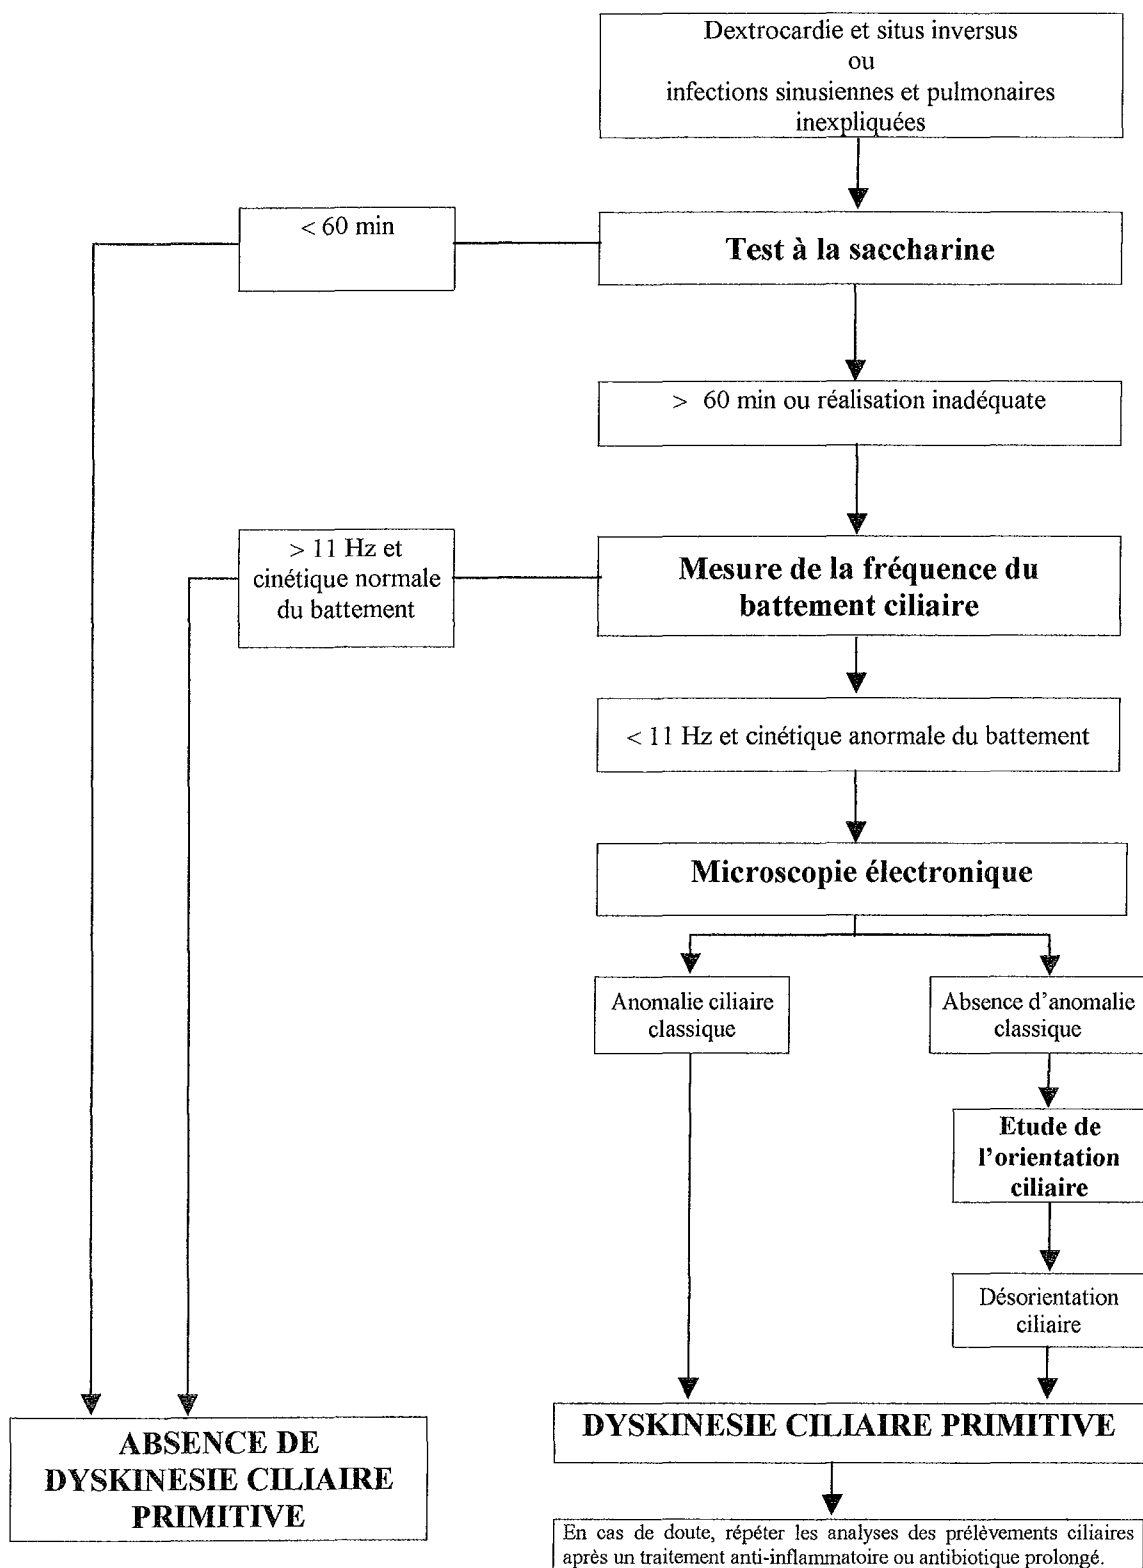 Dextrocardie et situs inversus
ou
infections sinusiennes et pulmonaires
inexpliquées
< 60 min
Test à la saccharine
> 60 min ou réalisation inadéquate
> 11 Hz et
cinétique normale
du battement
Mesure de la fréquence du
battement ciliaire
< 11 Hz et cinétique anormale du battement
Microscopie électronique
Anomalie ciliaire
classique
Absence d'anomalie
classique
Etude de
l'orientation
ciliaire
Désorientation
ciliaire
ABSENCE DE
DYSKINESIE CILIAIRE
PRIMITIVE
DYSKINESIE CILIAIRE PRIMITIVE
En cas de doute, répéter les analyses des prélèvements ciliaires
après un traitement anti-inflammatoire ou antibiotique prolongé.